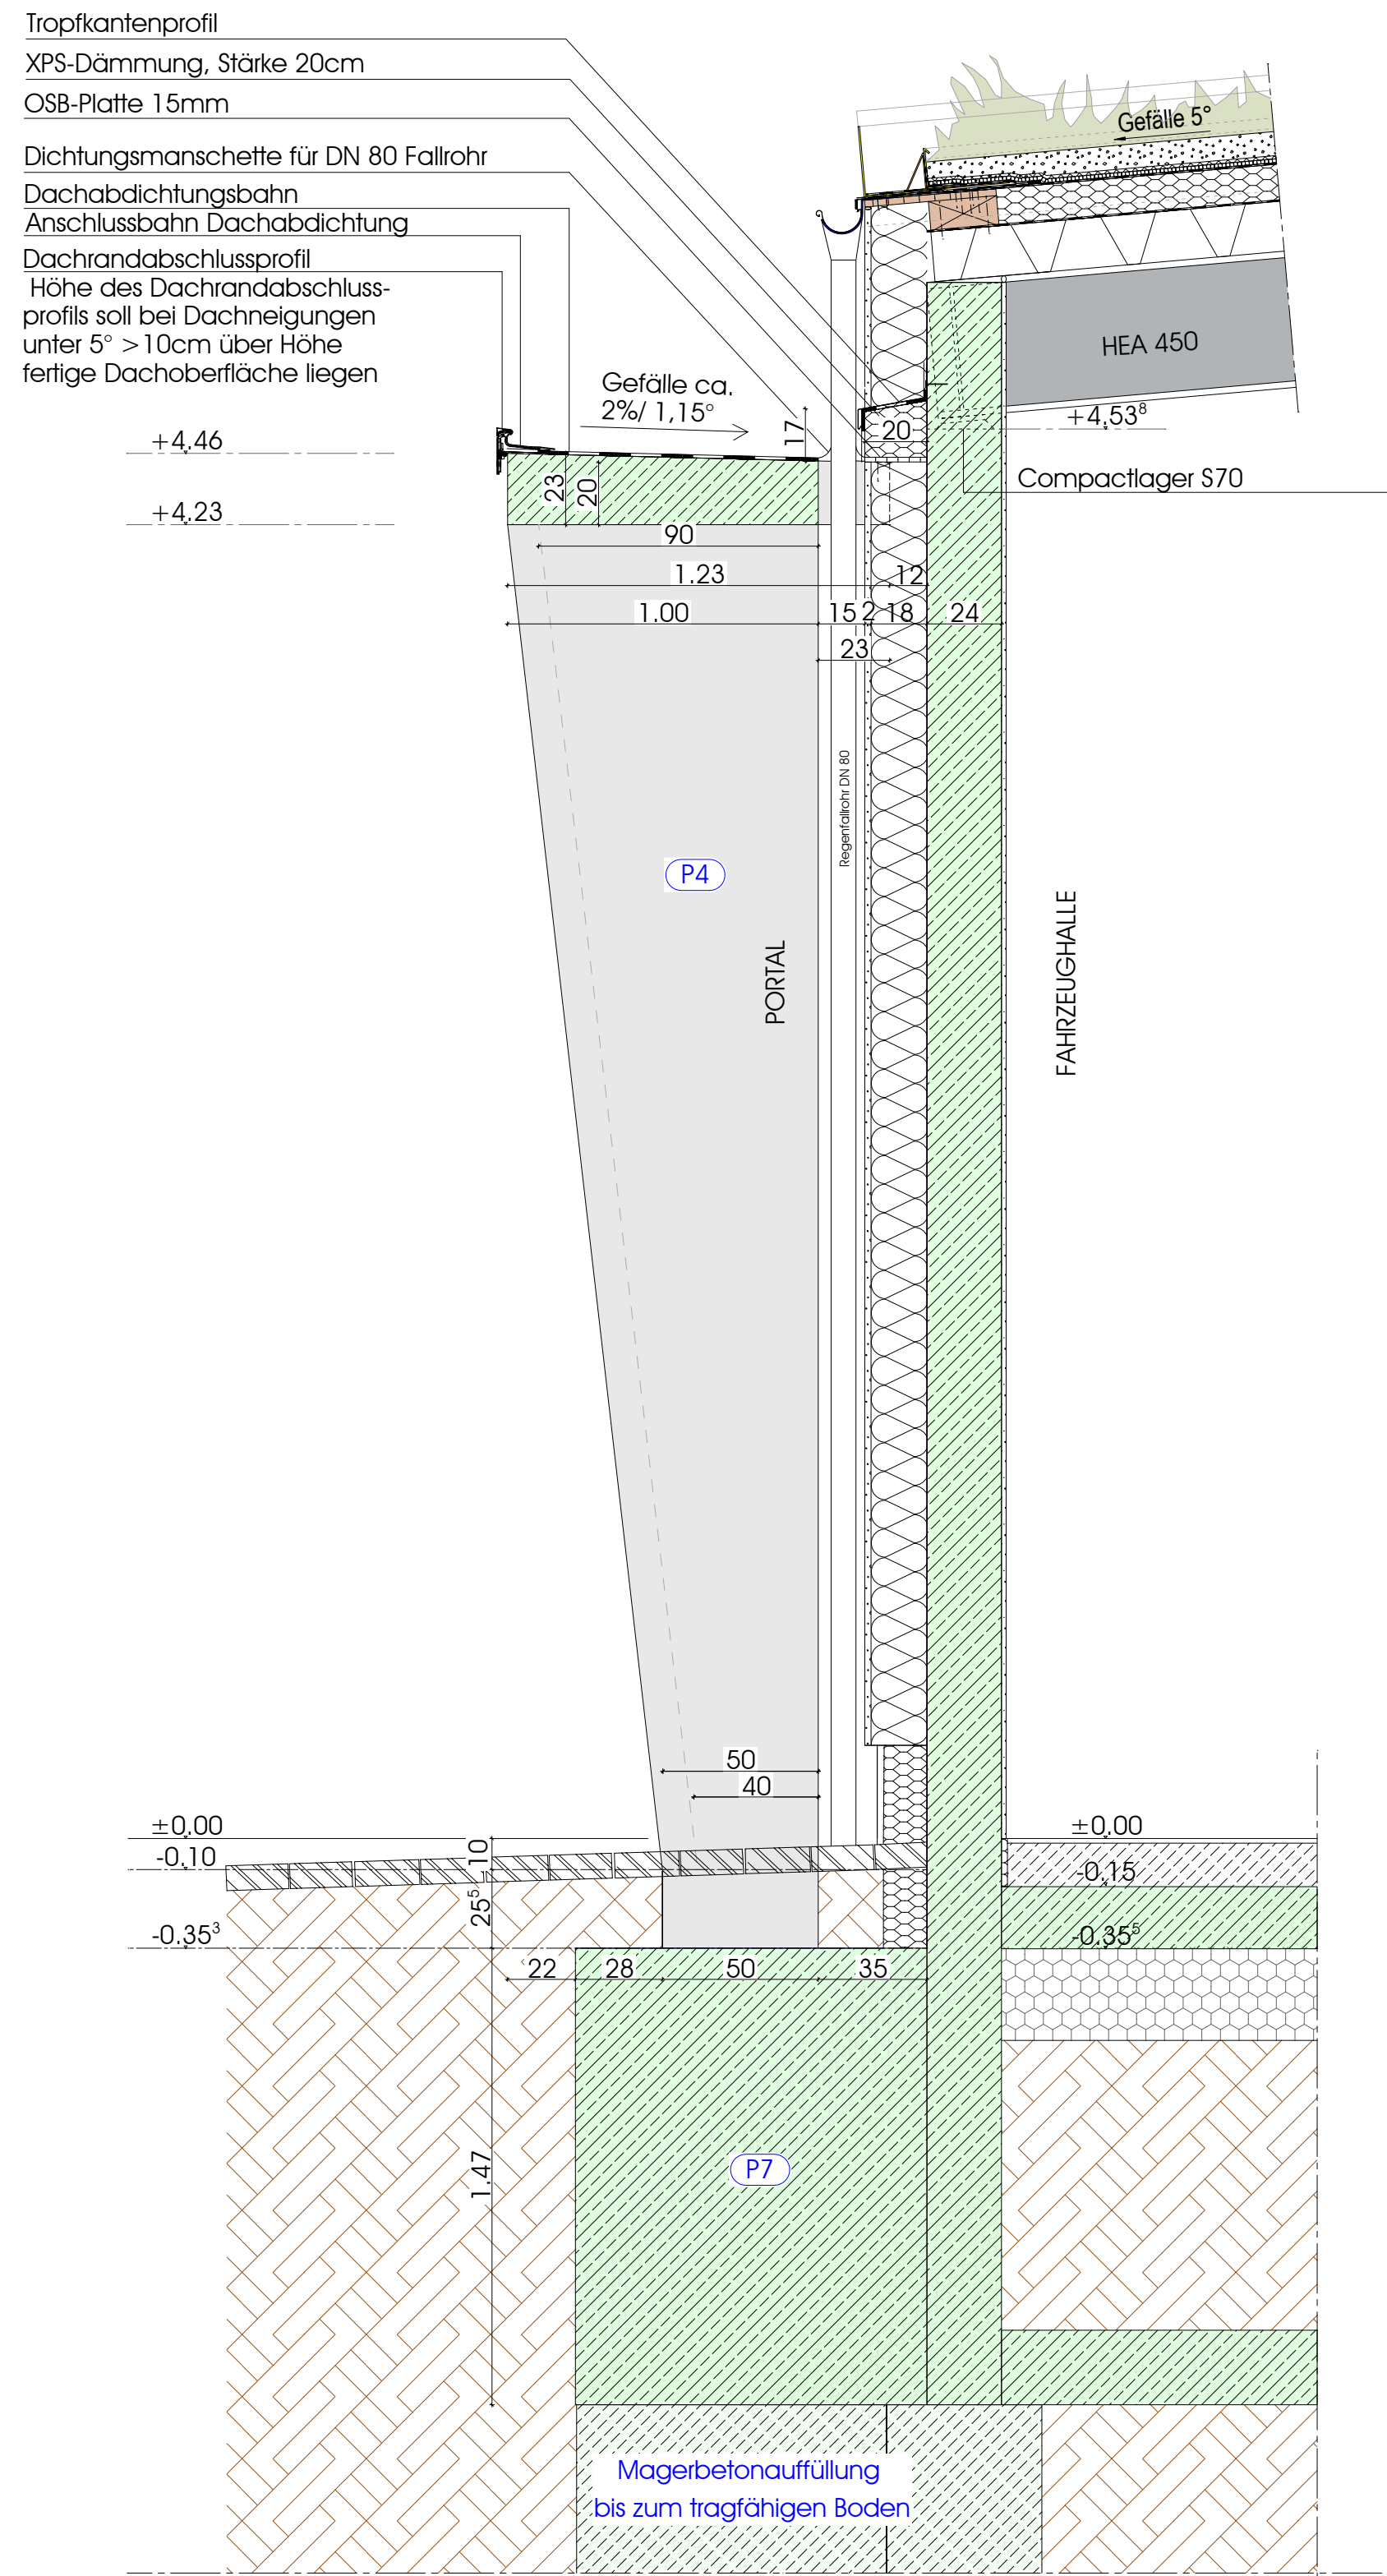 Tropfkantenprofil
XPS-Dämmung, Stärke 20cm
OSB-Platte 15mm
Dichtungsmanschette für DN 80 Fallrohr
Dachabdichtungsbahn
Anschlussbahn Dachabdichtung
Dachrandabschlussprofil
Höhe des Dachrandabschluss-
profils soll bei Dachneigungen
unter 5° >10cm über Höhe
fertige Dachoberfläche liegen
Gefälle 5°
HEA 450
Gefälle ca.
2%/ 1,15°
17
20
+4.53⁸
Compactlager S70
+4.46
+4.23
23
20
90
1.23
12
1.00
15
2
18
24
23
Regenfallrohr DN 80
P4
PORTAL
FAHRZEUGHALLE
50
40
±0.00
-0.10
10
25⁵
-0.35³
±0.00
-0.15
-0.35⁵
22
28
50
35
1.47
P7
Magerbetonauffüllung
bis zum tragfähigen Boden